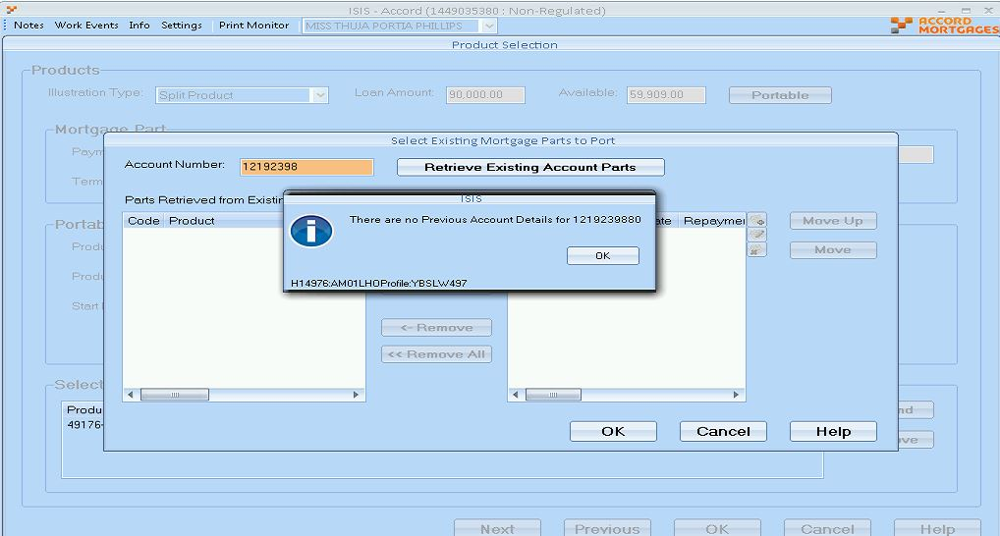 ISIS - Accord (1449035380 : Non-Regulated)
Notes Work Events Info Settings Print Monitor MISS THUJA PORTIA PHILLIPS
ACCORD
MORTGAGES
Product Selection
Products
Illustration Type: Split Product Loan Amount: 90,000.00 Available: 59,909.00 Portable
Mortgage Part
Select Existing Mortgage Parts to Port
Account Number: 12192398 Retrieve Existing Account Parts
Term
Parts Retrieved from Existin
ISIS
Code Product
There are no Previous Account Details for 1219239880
ate Repaymei
Move Up
Portab
Produ
Move
OK
Produ
H14976:AM01LHOProfile:YBSLW497
Start
<- Remove
<< Remove All
Select
Produ
49176-
nd
OK Cancel Help
ove
Next Previous OK Cancel Help